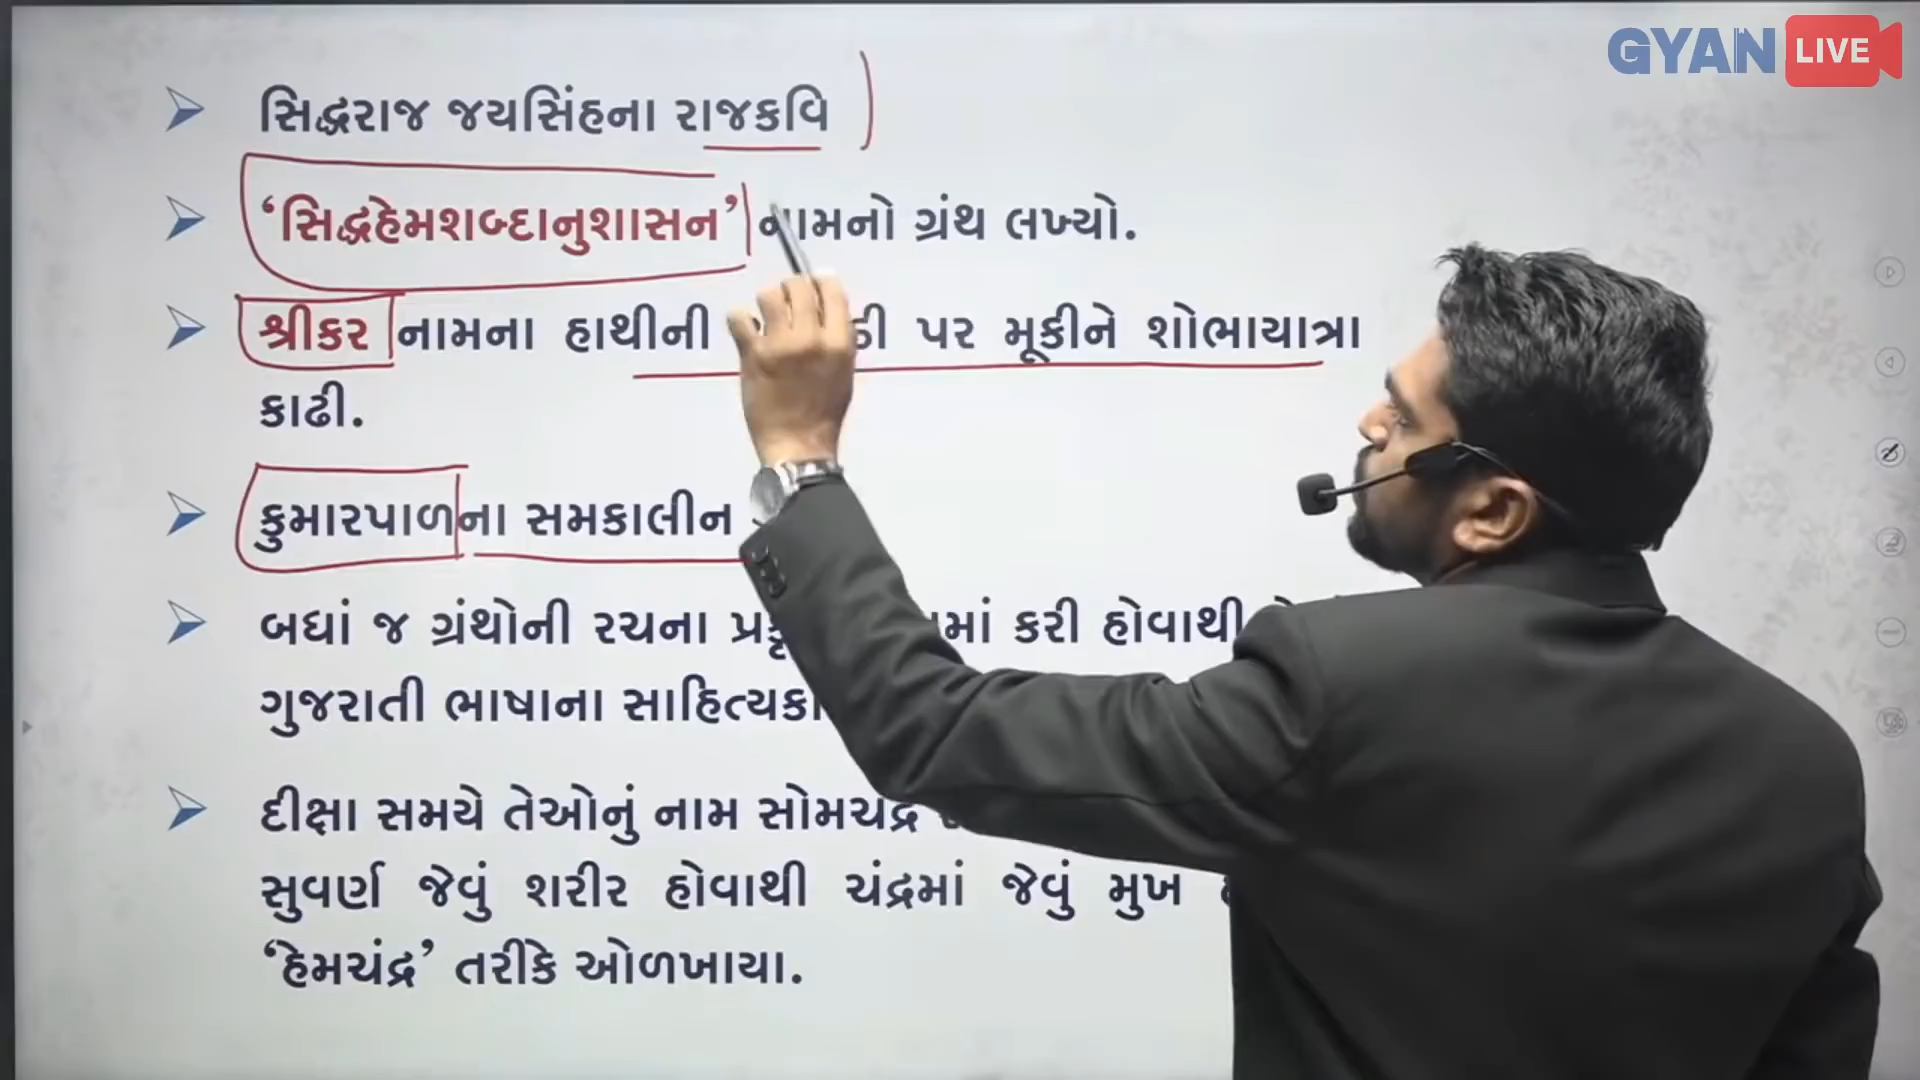 GYAN LIVE
સિદ્ધરાજ જયસિંહના રાજકવિ
‘સિદ્ધહેમશબ્દાનુશાસન’ નામનો ગ્રંથ લખ્યો.
શ્રીકર નામના હાથીની પર મૂકીને શોભાયાત્રા
કાઢી.
કુમારપાળના સમકાલીન
બધાં જ ગ્રંથોની રચના કરી હોવાથી
ગુજરાતી ભાષાના
દીક્ષા સમયે તેઓનું નામ સોમચંદ્ર
સુવર્ણ જેવું શરીર હોવાથી ચંદ્રમાં જેવું મુખ
‘હેમચંદ્ર’ તરીકે ઓળખાયા.